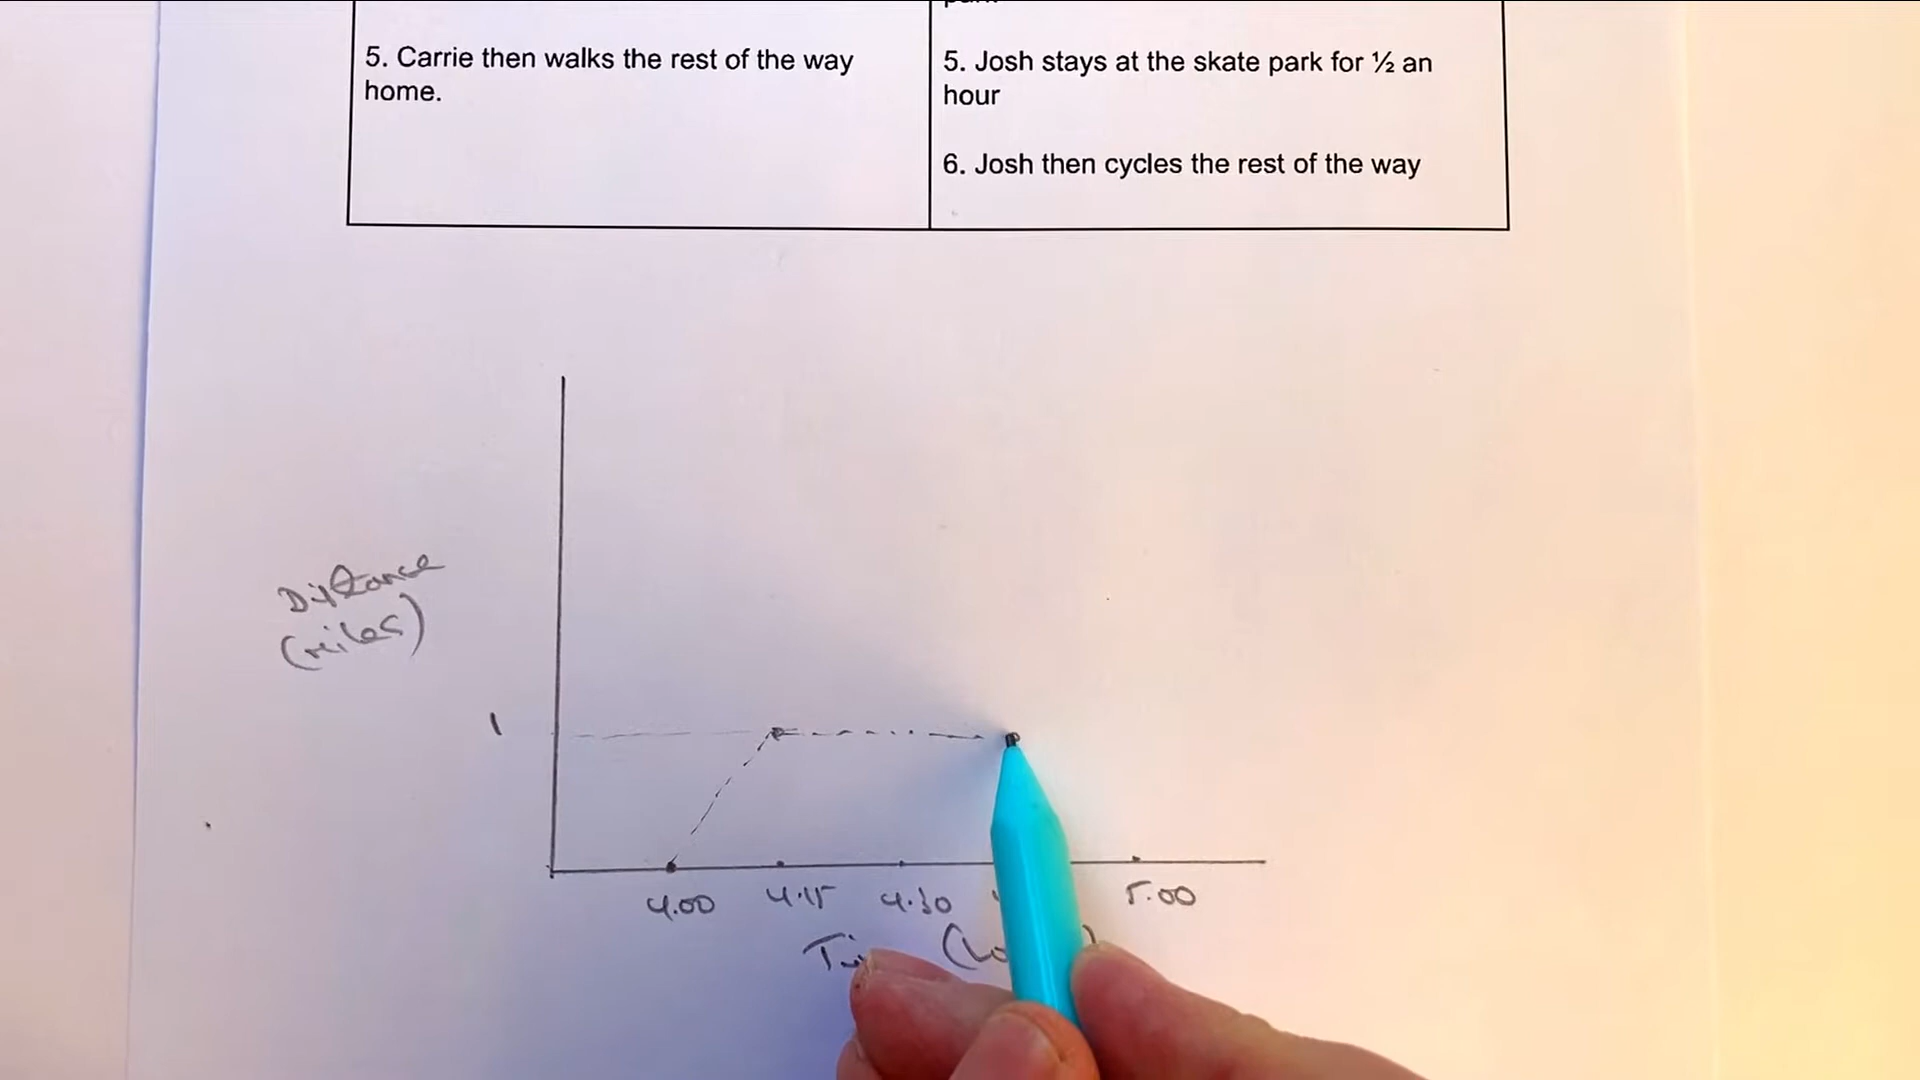 5. Carrie then walks the rest of the way
home.
5. Josh stays at the skate park for ½ an
hour
6. Josh then cycles the rest of the way
Distance
(miles)
1
4.00 4.15 4.30 5.00